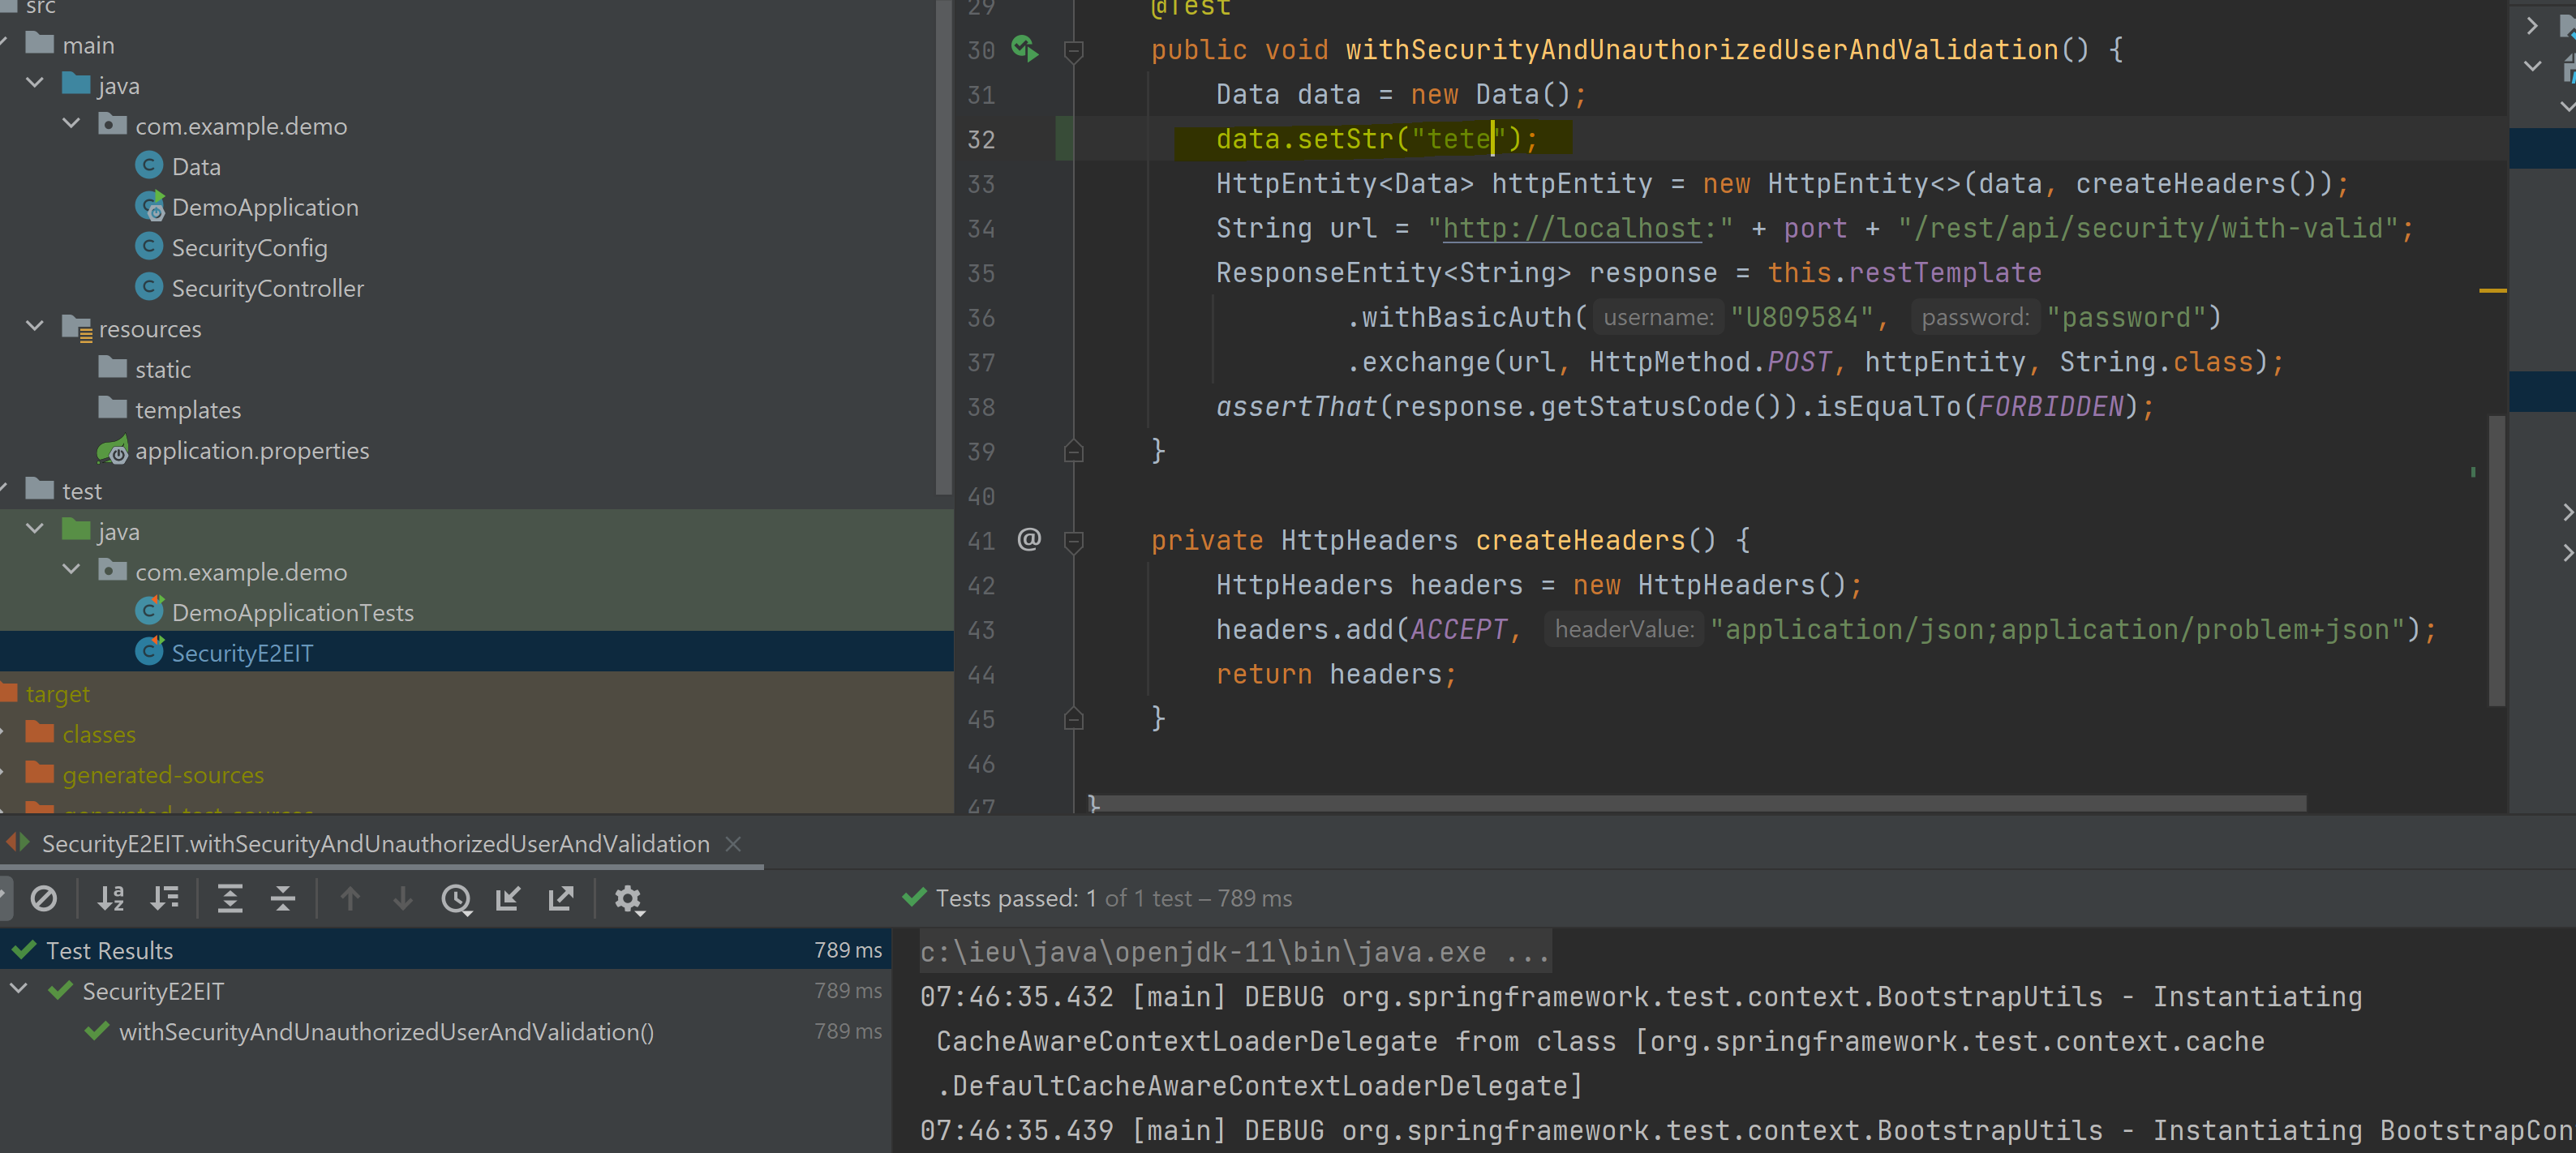 src
main
java
com.example.demo
Data
DemoApplication
SecurityConfig
SecurityController
resources
static
templates
application.properties
test
java
com.example.demo
DemoApplicationTests
SecurityE2EIT
target
classes
generated-sources
generated-test-sources
29 @Test
30 public void withSecurityAndUnauthorizedUserAndValidation() {
31 Data data = new Data();
32 data.setStr("tete");
33 HttpEntity<Data> httpEntity = new HttpEntity<>(data, createHeaders());
34 String url = "http://localhost:" + port + "/rest/api/security/with-valid";
35 ResponseEntity<String> response = this.restTemplate
36 .withBasicAuth( username: "U809584", password: "password")
37 .exchange(url, HttpMethod.POST, httpEntity, String.class);
38 assertThat(response.getStatusCode()).isEqualTo(FORBIDDEN);
39 }
40
41 @ private HttpHeaders createHeaders() {
42 HttpHeaders headers = new HttpHeaders();
43 headers.add(ACCEPT, headerValue: "application/json;application/problem+json");
44 return headers;
45 }
46
47 }
SecurityE2EIT.withSecurityAndUnauthorizedUserAndValidation
Tests passed: 1 of 1 test – 789 ms
Test Results 789 ms
SecurityE2EIT 789 ms
withSecurityAndUnauthorizedUserAndValidation() 789 ms
c:\ieu\java\openjdk-11\bin\java.exe ...
07:46:35.432 [main] DEBUG org.springframework.test.context.BootstrapUtils - Instantiating
CacheAwareContextLoaderDelegate from class [org.springframework.test.context.cache
.DefaultCacheAwareContextLoaderDelegate]
07:46:35.439 [main] DEBUG org.springframework.test.context.BootstrapUtils - Instantiating BootstrapCon